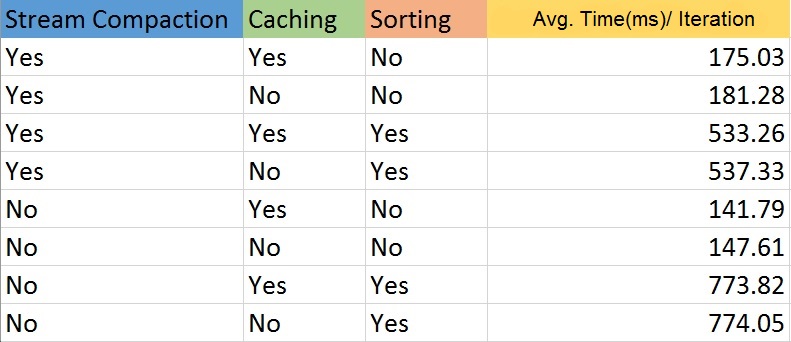 Stream Compaction Caching Sorting Avg. Time(ms)/ Iteration
Yes Yes No 175.03
Yes No No 181.28
Yes Yes Yes 533.26
Yes No Yes 537.33
No Yes No 141.79
No No No 147.61
No Yes Yes 773.82
No No Yes 774.05